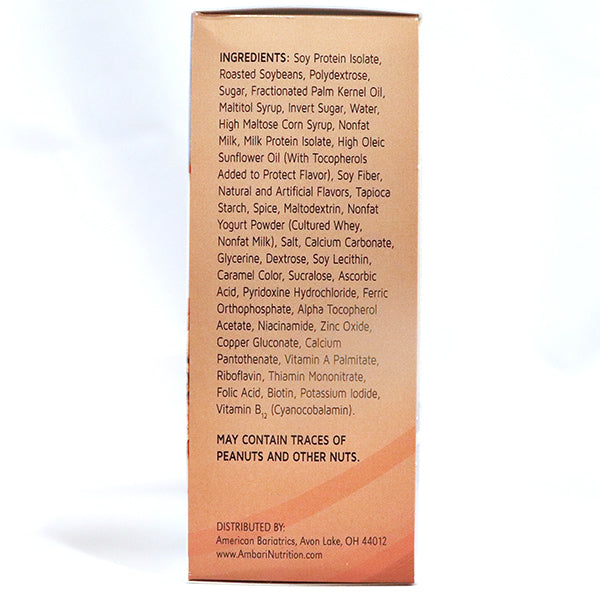 INGREDIENTS: Soy Protein Isolate,
Roasted Soybeans, Polydextrose,
Sugar, Fractionated Palm Kernel Oil,
Maltitol Syrup, Invert Sugar, Water,
High Maltose Corn Syrup, Nonfat
Milk, Milk Protein Isolate, High Oleic
Sunflower Oil (With Tocopherols
Added to Protect Flavor), Soy Fiber,
Natural and Artificial Flavors, Tapioca
Starch, Spice, Maltodextrin, Nonfat
Yogurt Powder (Cultured Whey,
Nonfat Milk), Salt, Calcium Carbonate,
Glycerine, Dextrose, Soy Lecithin,
Caramel Color, Sucralose, Ascorbic
Acid, Pyridoxine Hydrochloride, Ferric
Orthophosphate, Alpha Tocopherol
Acetate, Niacinamide, Zinc Oxide,
Copper Gluconate, Calcium
Pantothenate, Vitamin A Palmitate,
Riboflavin, Thiamin Mononitrate,
Folic Acid, Biotin, Potassium Iodide,
Vitamin B12 (Cyanocobalamin).
MAY CONTAIN TRACES OF
PEANUTS AND OTHER NUTS.
DISTRIBUTED BY:
American Bariatrics, Avon Lake, OH 44012
www.AmbariNutrition.com